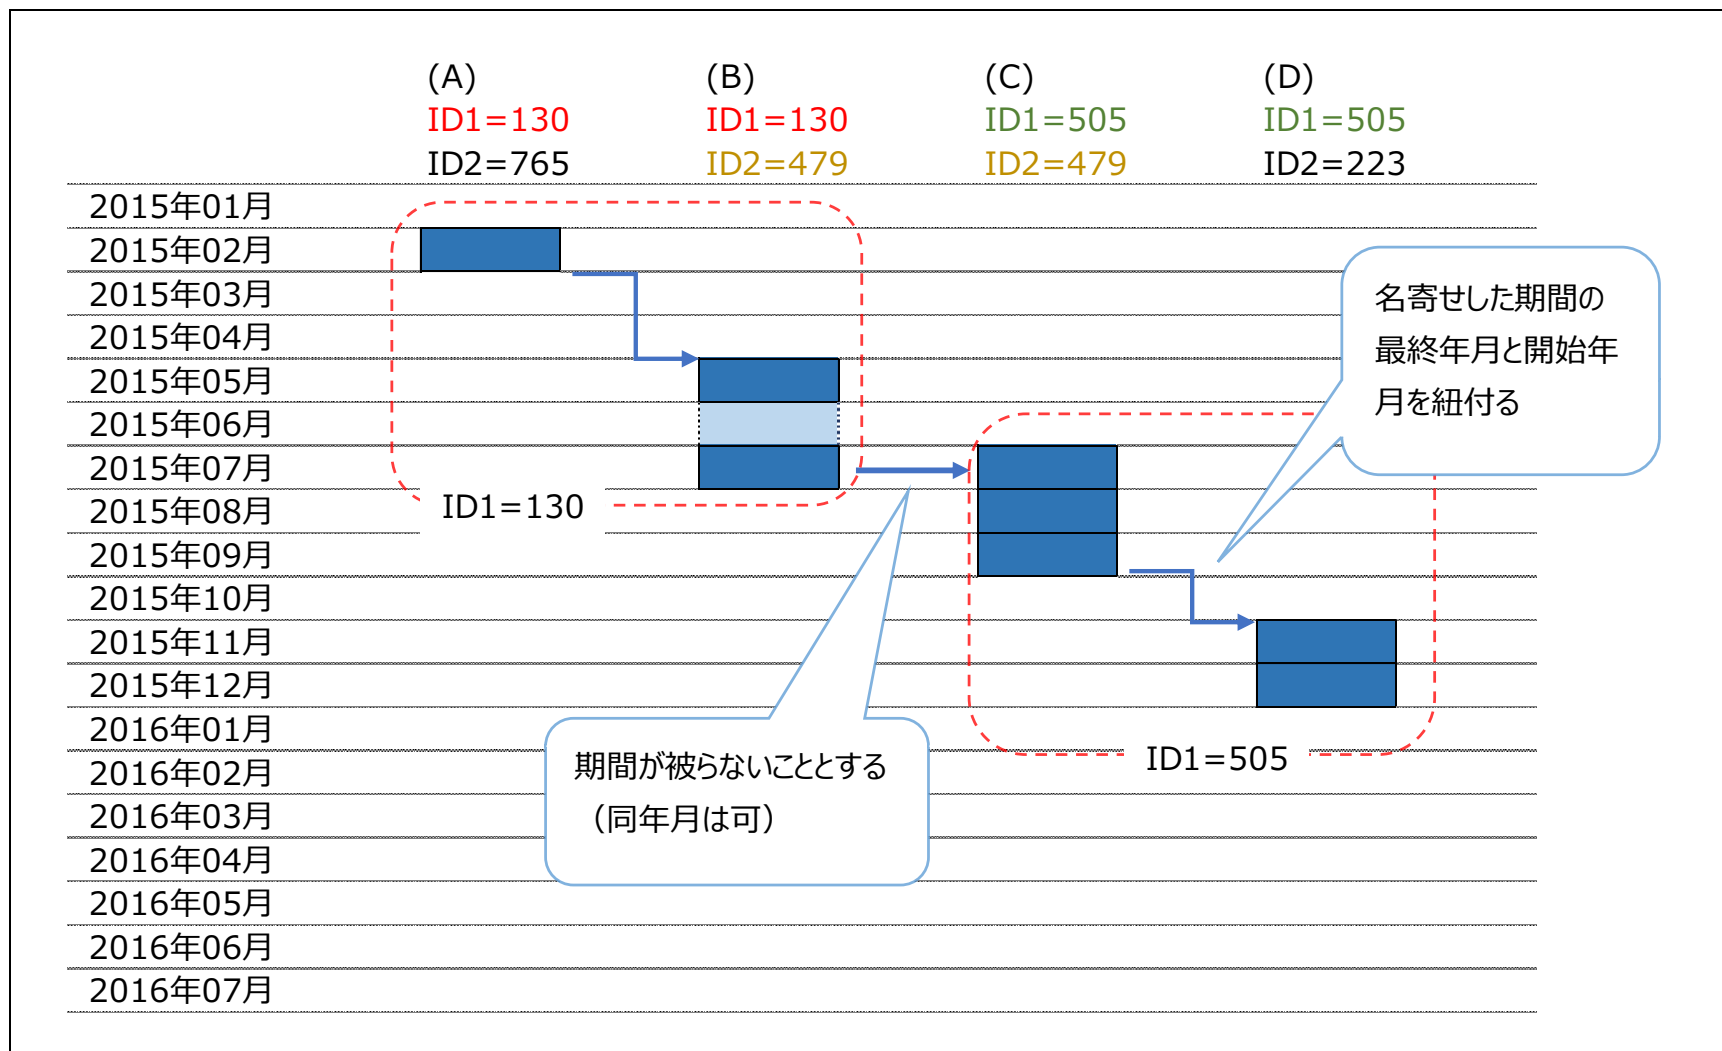 (A)
ID1=130
ID2=765
(B)
ID1=130
ID2=479
(C)
ID1=505
ID2=479
(D)
ID1=505
ID2=223
2015年01月
2015年02月
2015年03月
2015年04月
2015年05月
2015年06月
2015年07月
2015年08月
2015年09月
2015年10月
2015年11月
2015年12月
2016年01月
2016年02月
2016年03月
2016年04月
2016年05月
2016年06月
2016年07月
ID1=130
名寄せした期間の
最終年月と開始年
月を紐付る
期間が被らないこととする
（同年月は可）
ID1=505